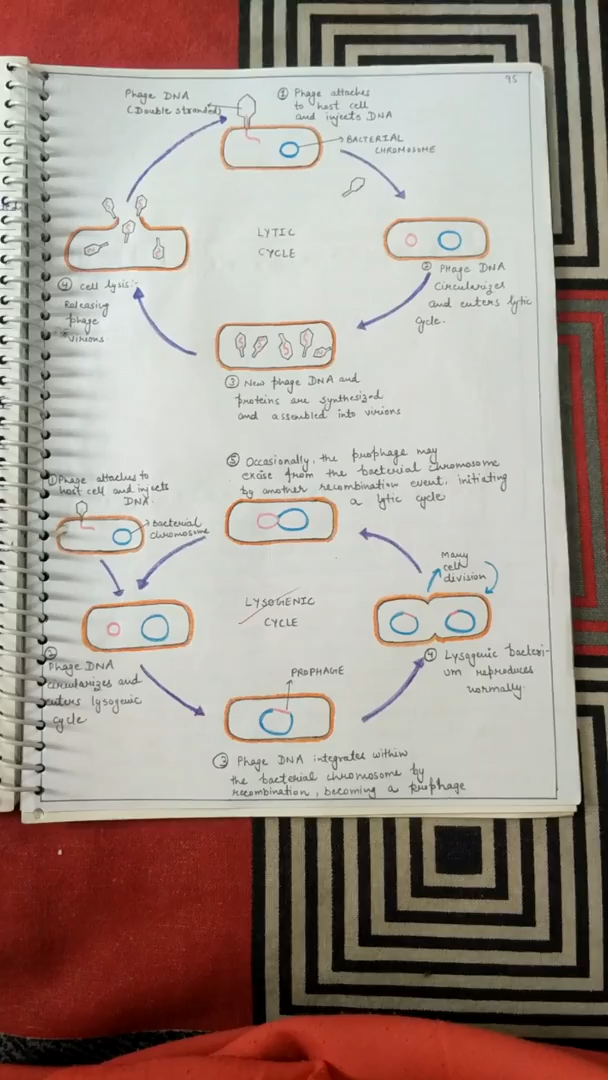 95
Phage DNA
(Double stranded)
① Phage attaches
to host cell
and injects DNA
BACTERIAL
CHROMOSOME
LYTIC
CYCLE
② Phage DNA
Circularizes
and enters lytic
cycle.
③ New phage DNA and
proteins are synthesized
and assembled into virions
④ Cell lysis:-
Releasing
phage
virions.
⑤ Occasionally, the prophage may
excise from the bacterial chromosome
by another recombination event, initiating
a lytic cycle
① Phage attaches to
host cell and injects
DNA.
bacterial
chromosome
LYSOGENIC
CYCLE
Many
cell
division
② Phage DNA
circularizes and
enters lysogenic
cycle
PROPHAGE
④ Lysogenic bacteri-
um reproduces
normally.
③ Phage DNA integrates within
the bacterial chromosome by
recombination, becoming a prophage